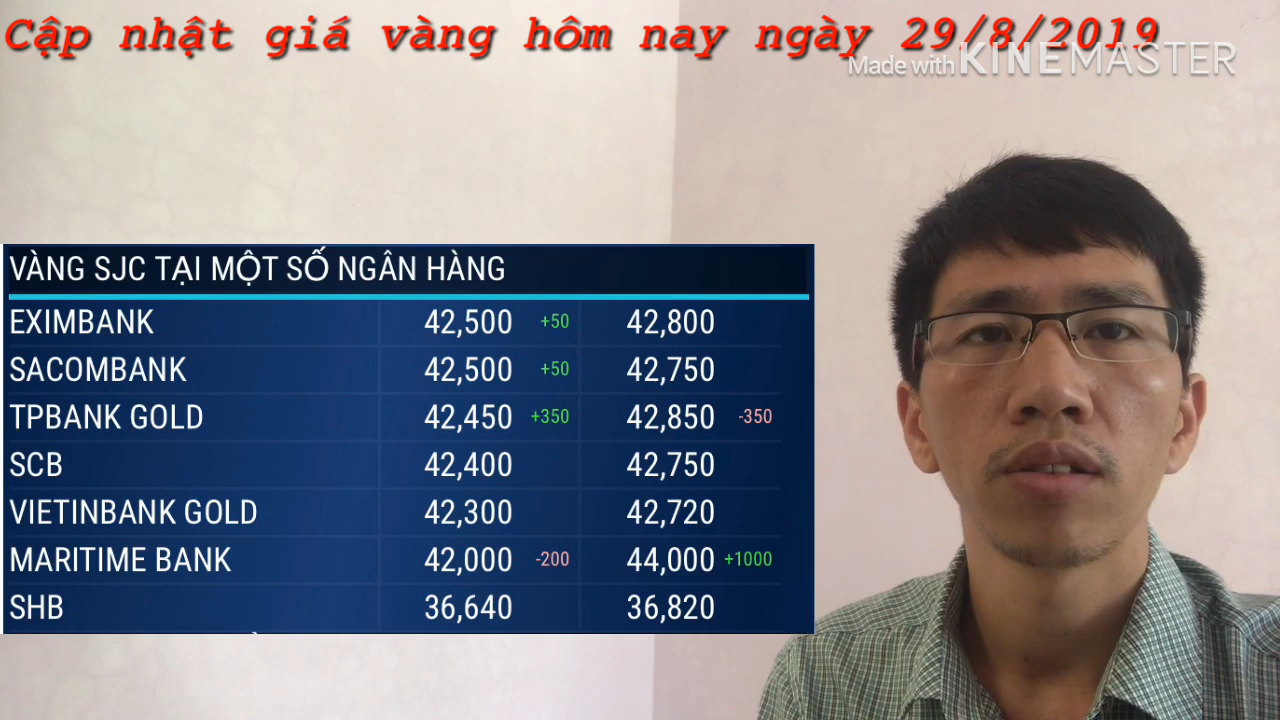 Cập nhật giá vàng hôm nay ngày 29/8/2019
Made with KINEMASTER
VÀNG SJC TẠI MỘT SỐ NGÂN HÀNG
EXIMBANK 42,500 +50 42,800
SACOMBANK 42,500 +50 42,750
TPBANK GOLD 42,450 +350 42,850 -350
SCB 42,400 42,750
VIETINBANK GOLD 42,300 42,720
MARITIME BANK 42,000 -200 44,000 +1000
SHB 36,640 36,820